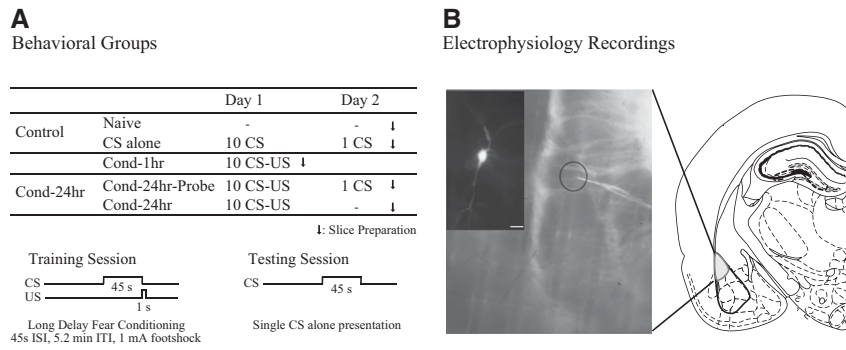 A
Behavioral Groups
Day 1 Day 2
Control Naive - - ↓
CS alone 10 CS 1 CS ↓
Cond-1hr 10 CS-US ↓
Cond-24hr Cond-24hr-Probe 10 CS-US 1 CS ↓
Cond-24hr 10 CS-US - ↓
↓: Slice Preparation
Training Session
CS 45 s
US 1 s
Long Delay Fear Conditioning
45s ISI, 5.2 min ITI, 1 mA footshock
Testing Session
CS 45 s
Single CS alone presentation
B
Electrophysiology Recordings